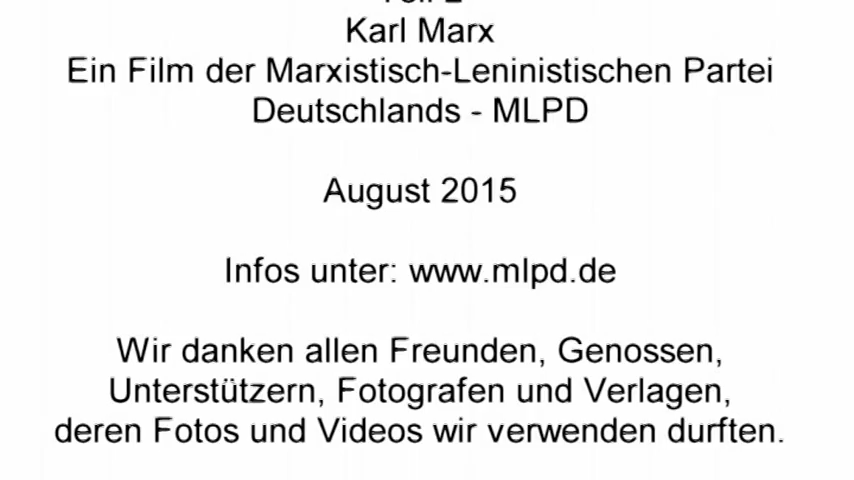 Karl Marx
Ein Film der Marxistisch-Leninistischen Partei
Deutschlands - MLPD
August 2015
Infos unter: www.mlpd.de
Wir danken allen Freunden, Genossen,
Unterstützern, Fotografen und Verlagen,
deren Fotos und Videos wir verwenden durften.